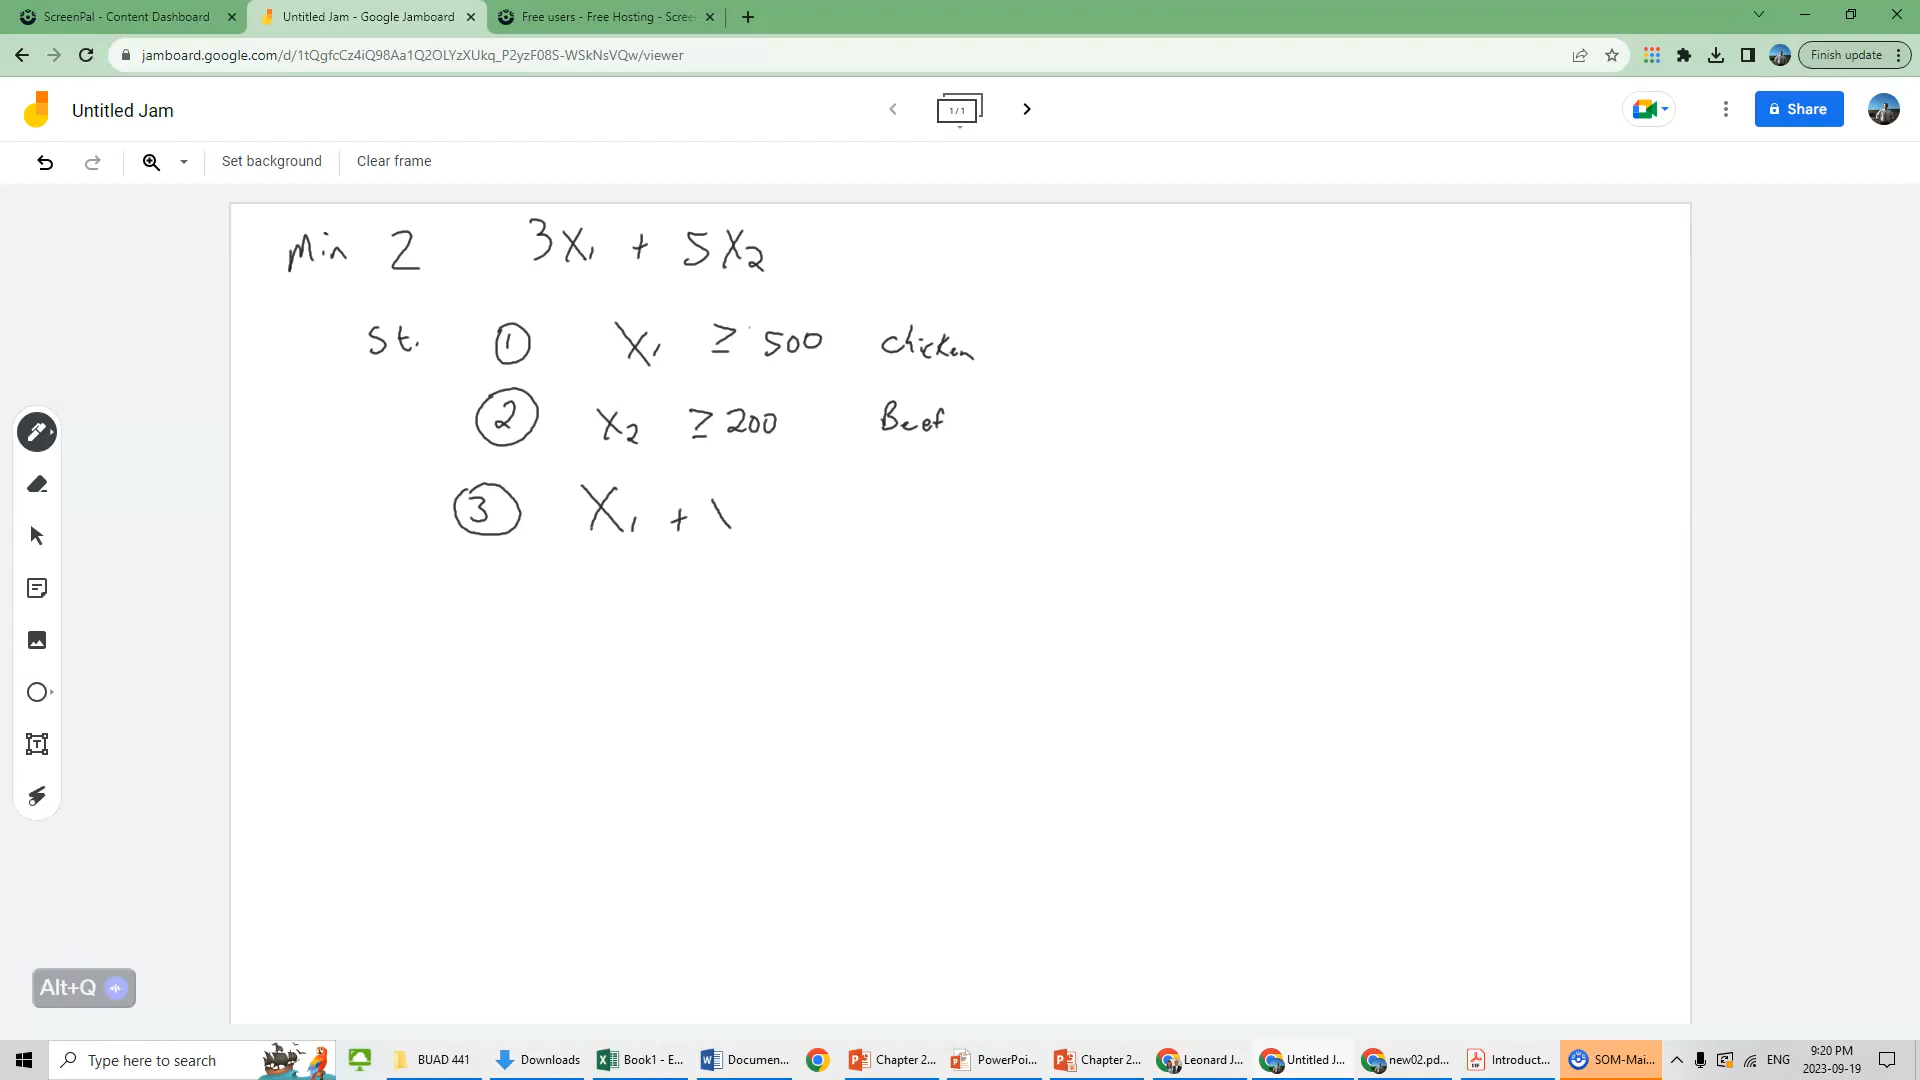 ScreenPal - Content Dashboard
Untitled Jam - Google Jamboard
Free users - Free Hosting - Scree
jamboard.google.com/d/1tQgfcCz4iQ98Aa1Q2OLYzXUkq_P2yzF08S-WSkNsVQw/viewer
Finish update
Untitled Jam
1/1
Share
Set background
Clear frame
Min Z 3X1 + 5X2
St. 1 X1 ≥ 500 chicken
2 X2 ≥ 200 Beef
3 X1 + \
Alt+Q
Type here to search
BUAD 441
Downloads
Book1 - E...
Documen...
Chapter 2...
PowerPoi...
Chapter 2...
Leonard J...
Untitled J...
new02.pd...
Introduct...
SOM-Mai...
ENG
9:20 PM
2023-09-19